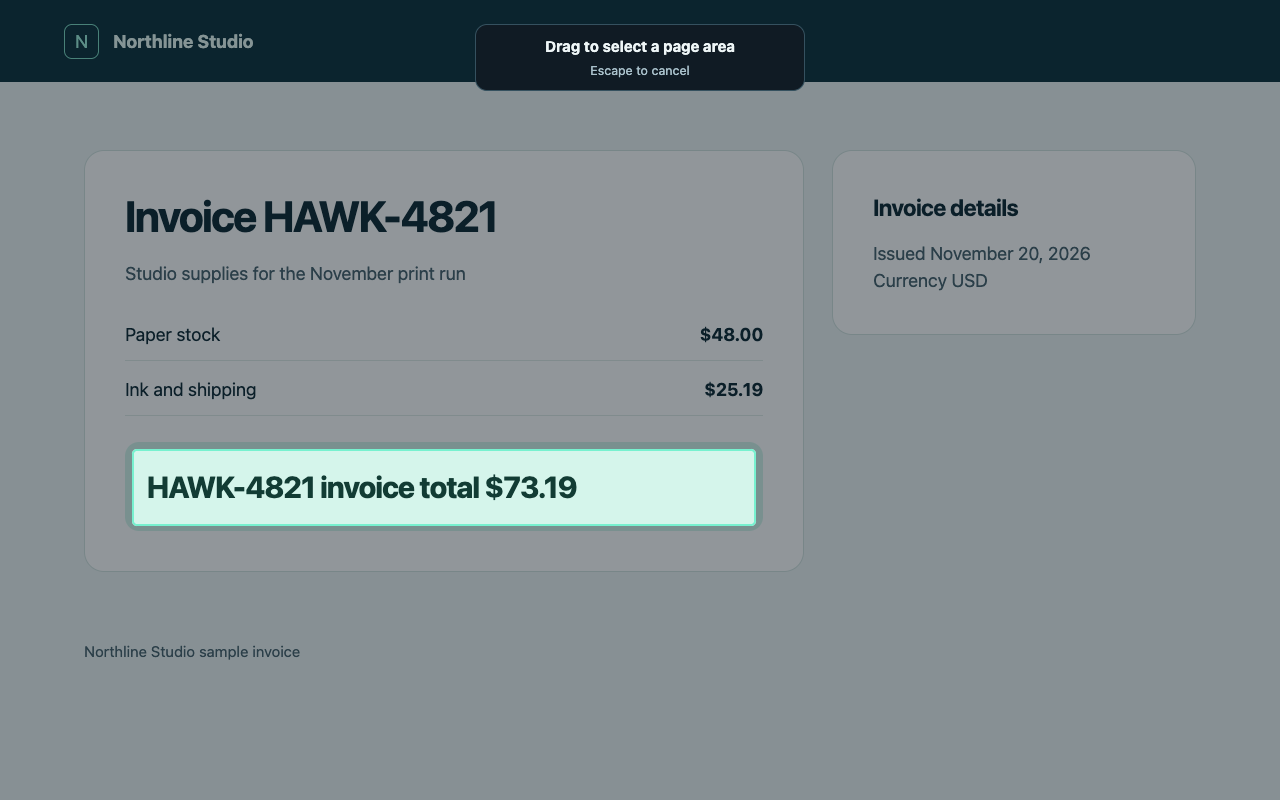 N
Northline Studio
Drag to select a page area
Escape to cancel
Invoice HAWK-4821
Studio supplies for the November print run
Paper stock $48.00
Ink and shipping $25.19
HAWK-4821 invoice total $73.19
Invoice details
Issued November 20, 2026
Currency USD
Northline Studio sample invoice